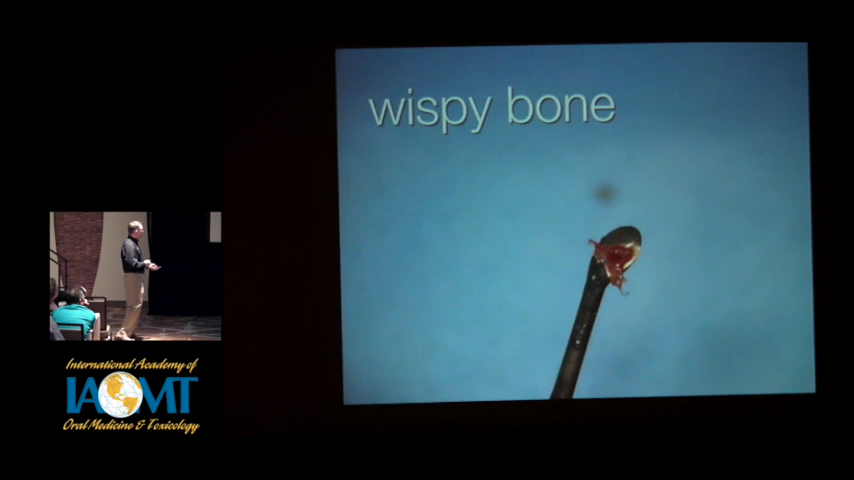 wispy bone
International Academy of
IAOMT
Oral Medicine & Toxicology